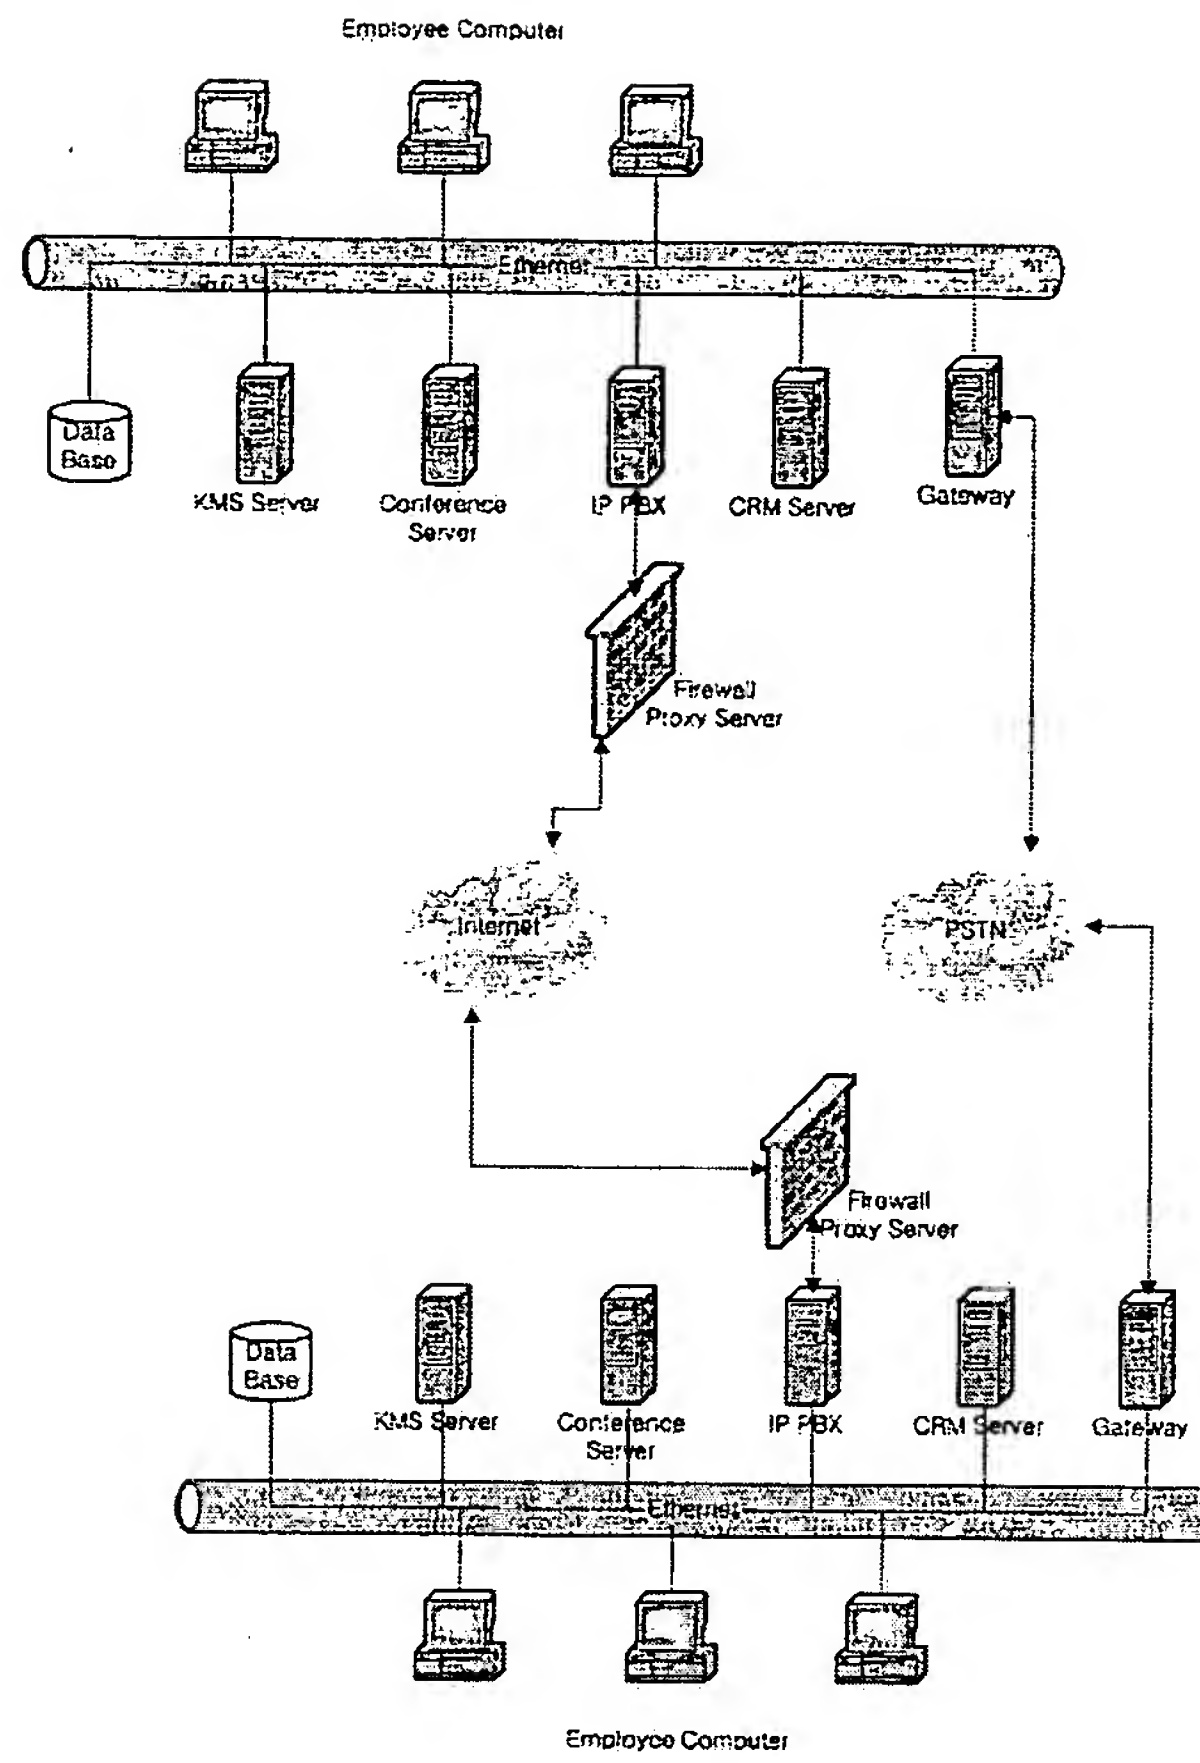 Employee Computer
Ethernet
Data
Base
KMS Server
Conference
Server
IP PBX
CRM Server
Gateway
Firewall
Proxy Server
Internet
PSTN
Firewall
Proxy Server
Data
Base
KMS Server
Conference
Server
IP PBX
CRM Server
Gateway
Ethernet
Employee Computer